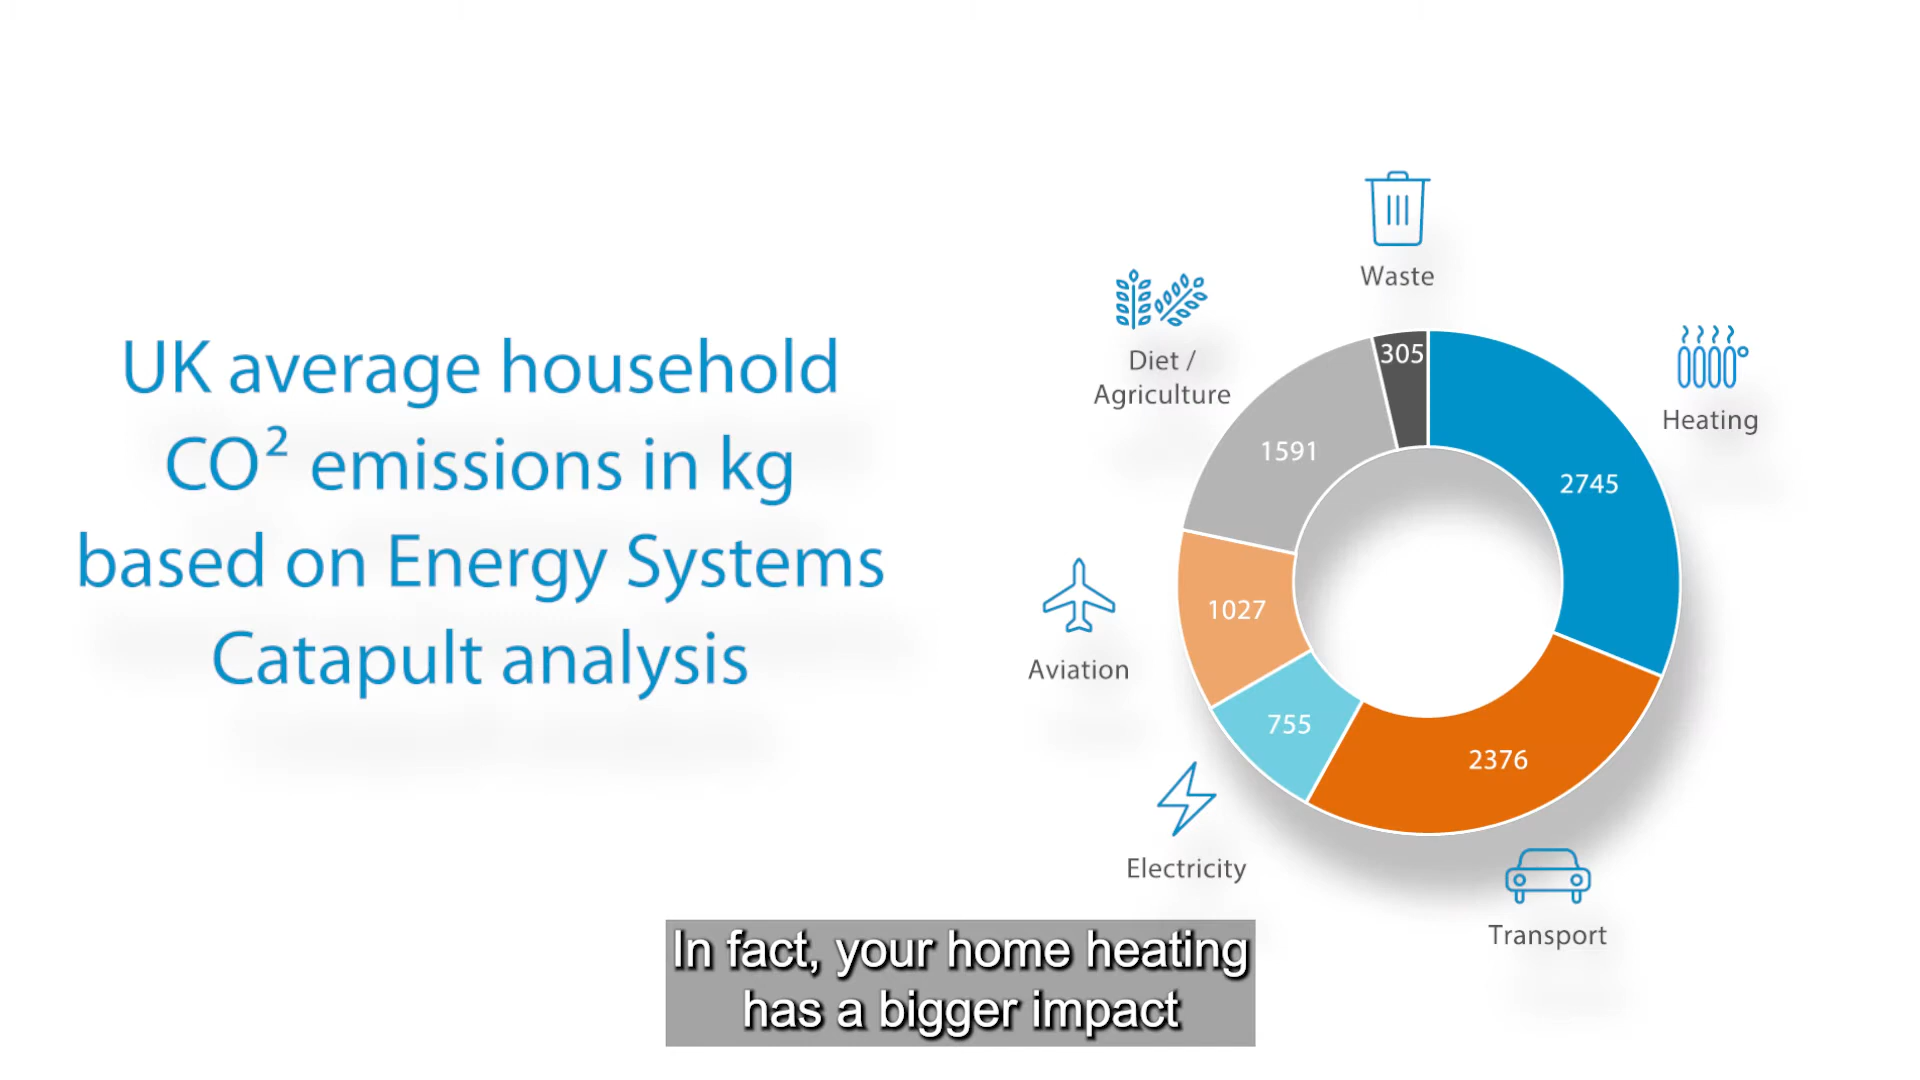 UK average household
CO² emissions in kg
based on Energy Systems
Catapult analysis
Waste
Diet /
Agriculture
Heating
305
1591
2745
1027
Aviation
755
2376
Electricity
Transport
In fact, your home heating
has a bigger impact